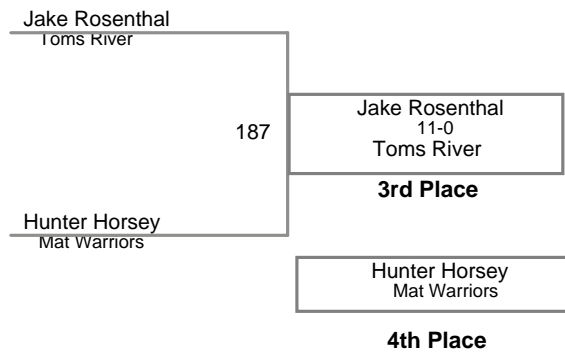 Jake Rosenthal
Toms River
187
Jake Rosenthal
11-0
Toms River
3rd Place
Hunter Horsey
Mat Warriors
Hunter Horsey
Mat Warriors
4th Place